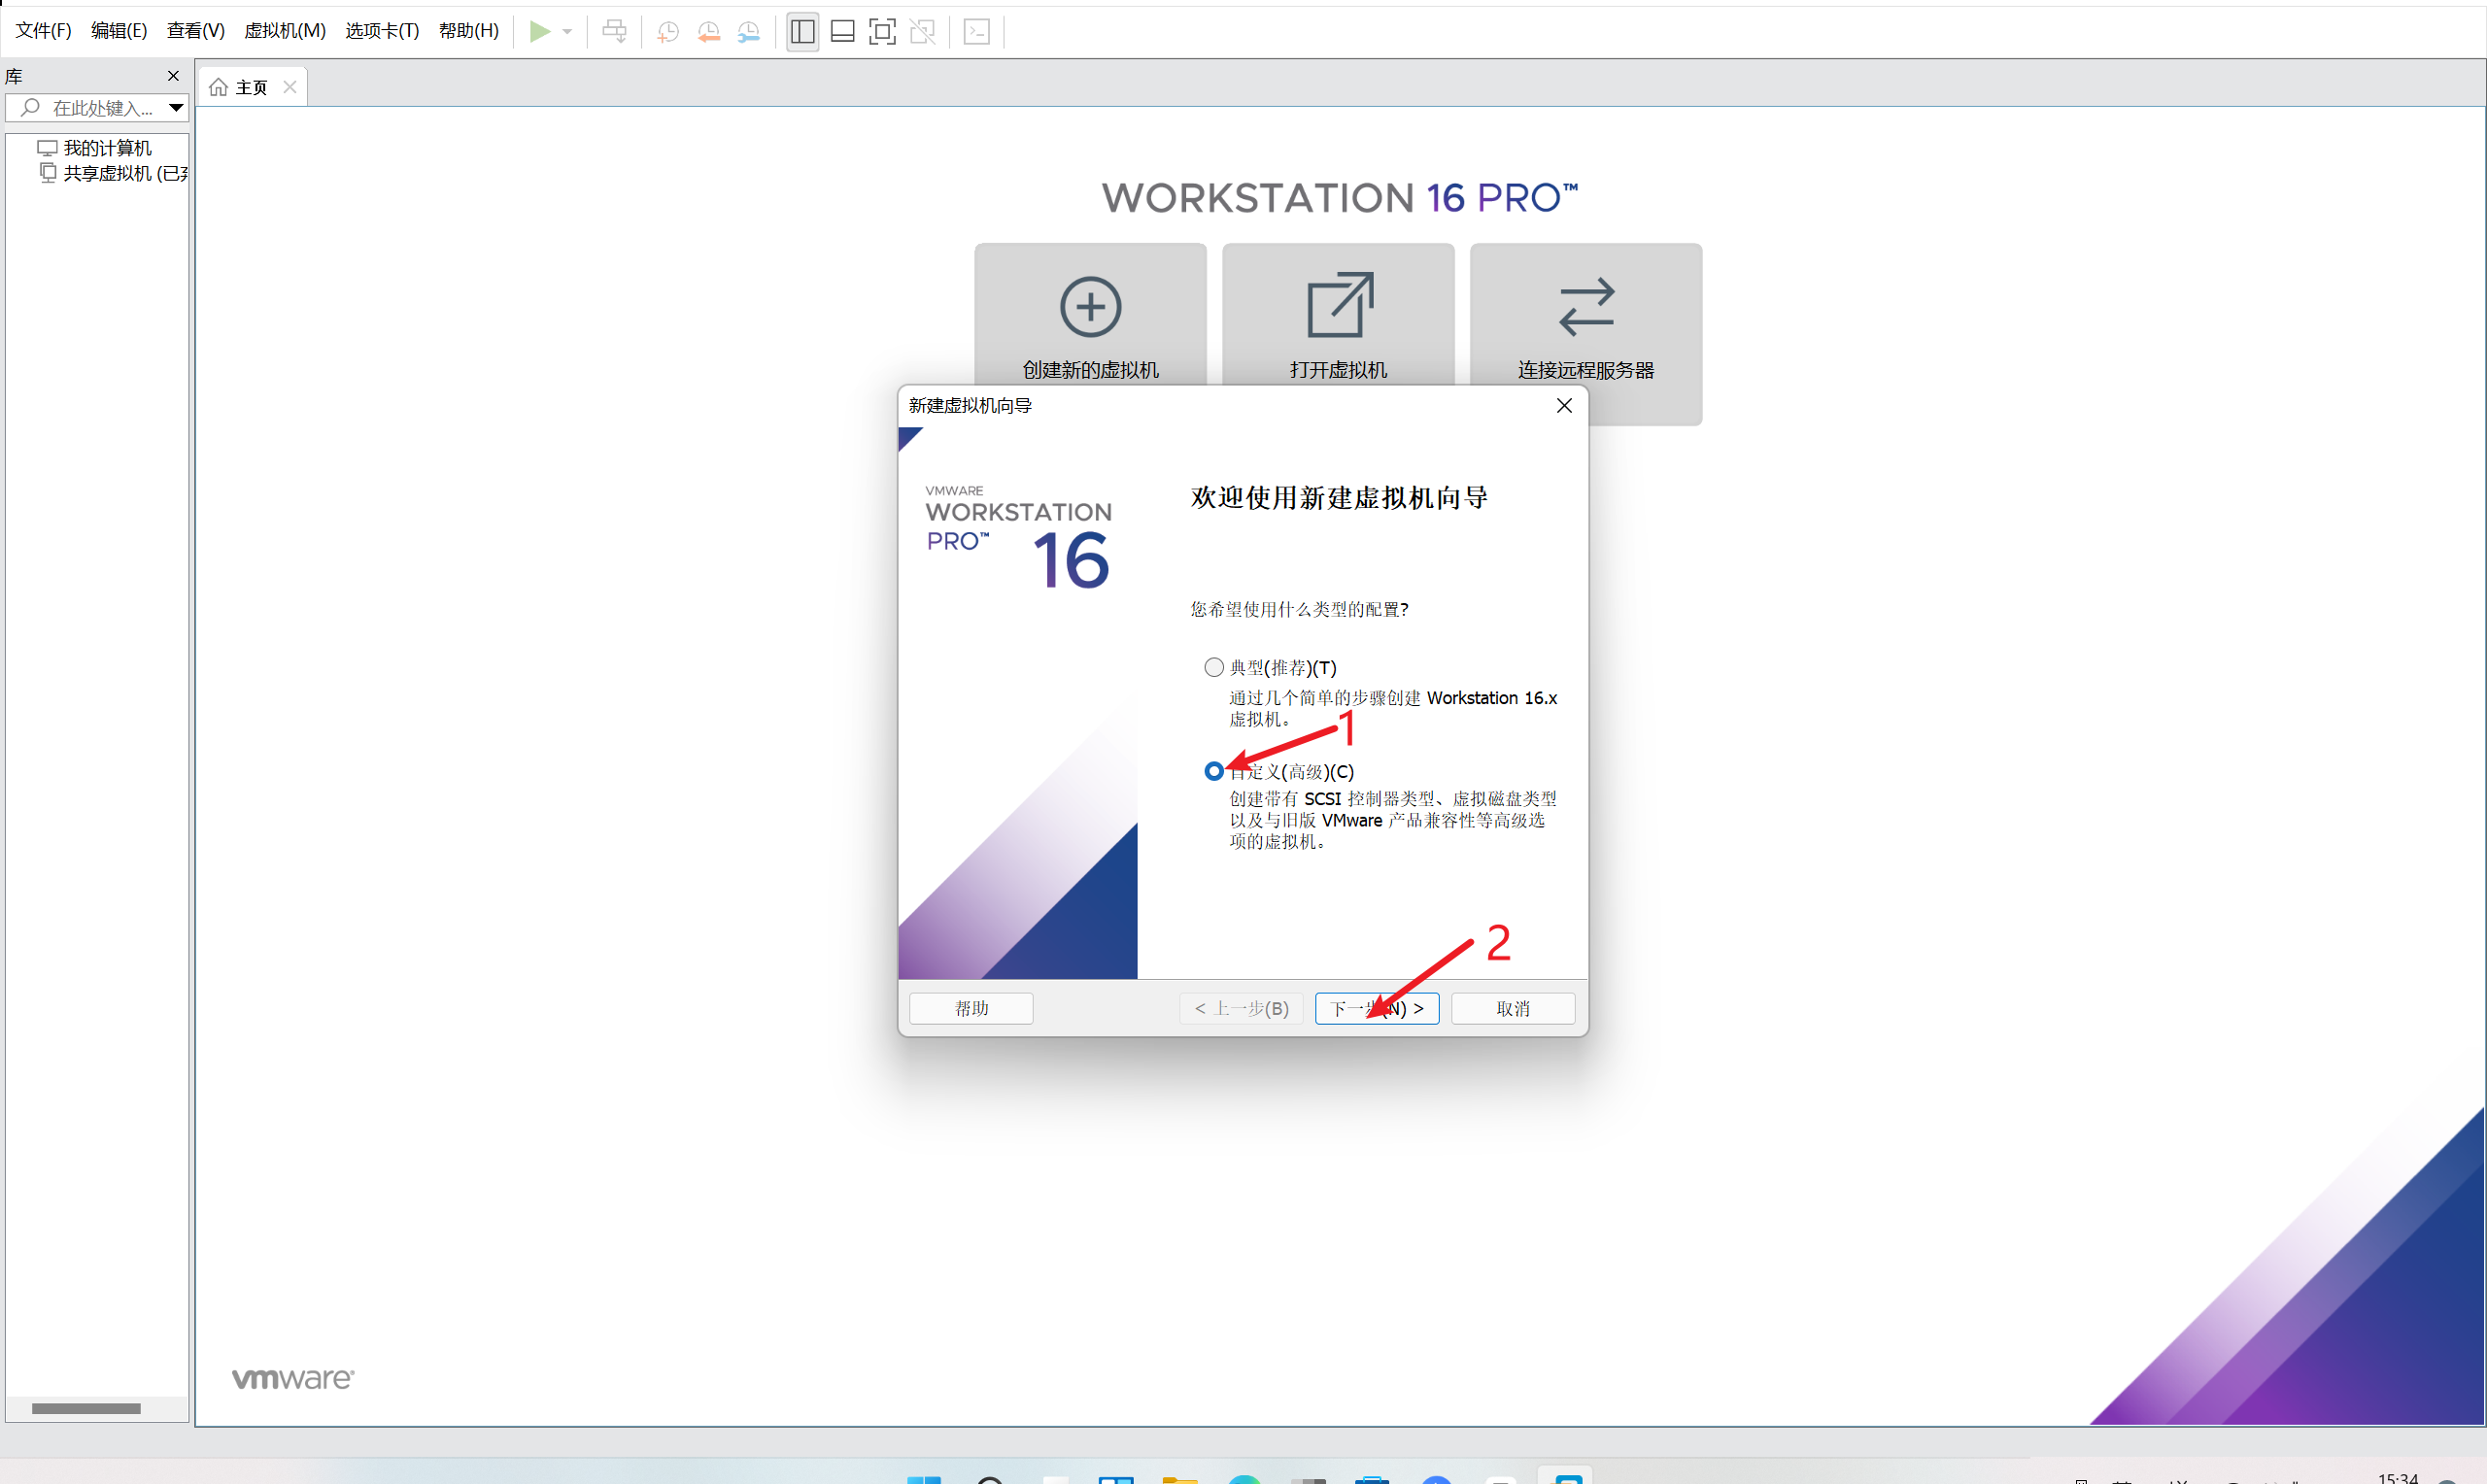 文件(F) 编辑(E) 查看(V) 虚拟机(M) 选项卡(T) 帮助(H)
库
主页
在此处键入...
我的计算机
共享虚拟机 (已
WORKSTATION 16 PRO™
创建新的虚拟机 打开虚拟机 连接远程服务器
新建虚拟机向导
VMWARE
WORKSTATION
PRO™ 16
欢迎使用新建虚拟机向导
您希望使用什么类型的配置?
典型(推荐)(T)
通过几个简单的步骤创建 Workstation 16.x
虚拟机。
1
自定义(高级)(C)
创建带有 SCSI 控制器类型、虚拟磁盘类型
以及与旧版 VMware 产品兼容性等高级选
项的虚拟机。
2
帮助 < 上一步(B) 下一步(N) > 取消
vmware®
15:34